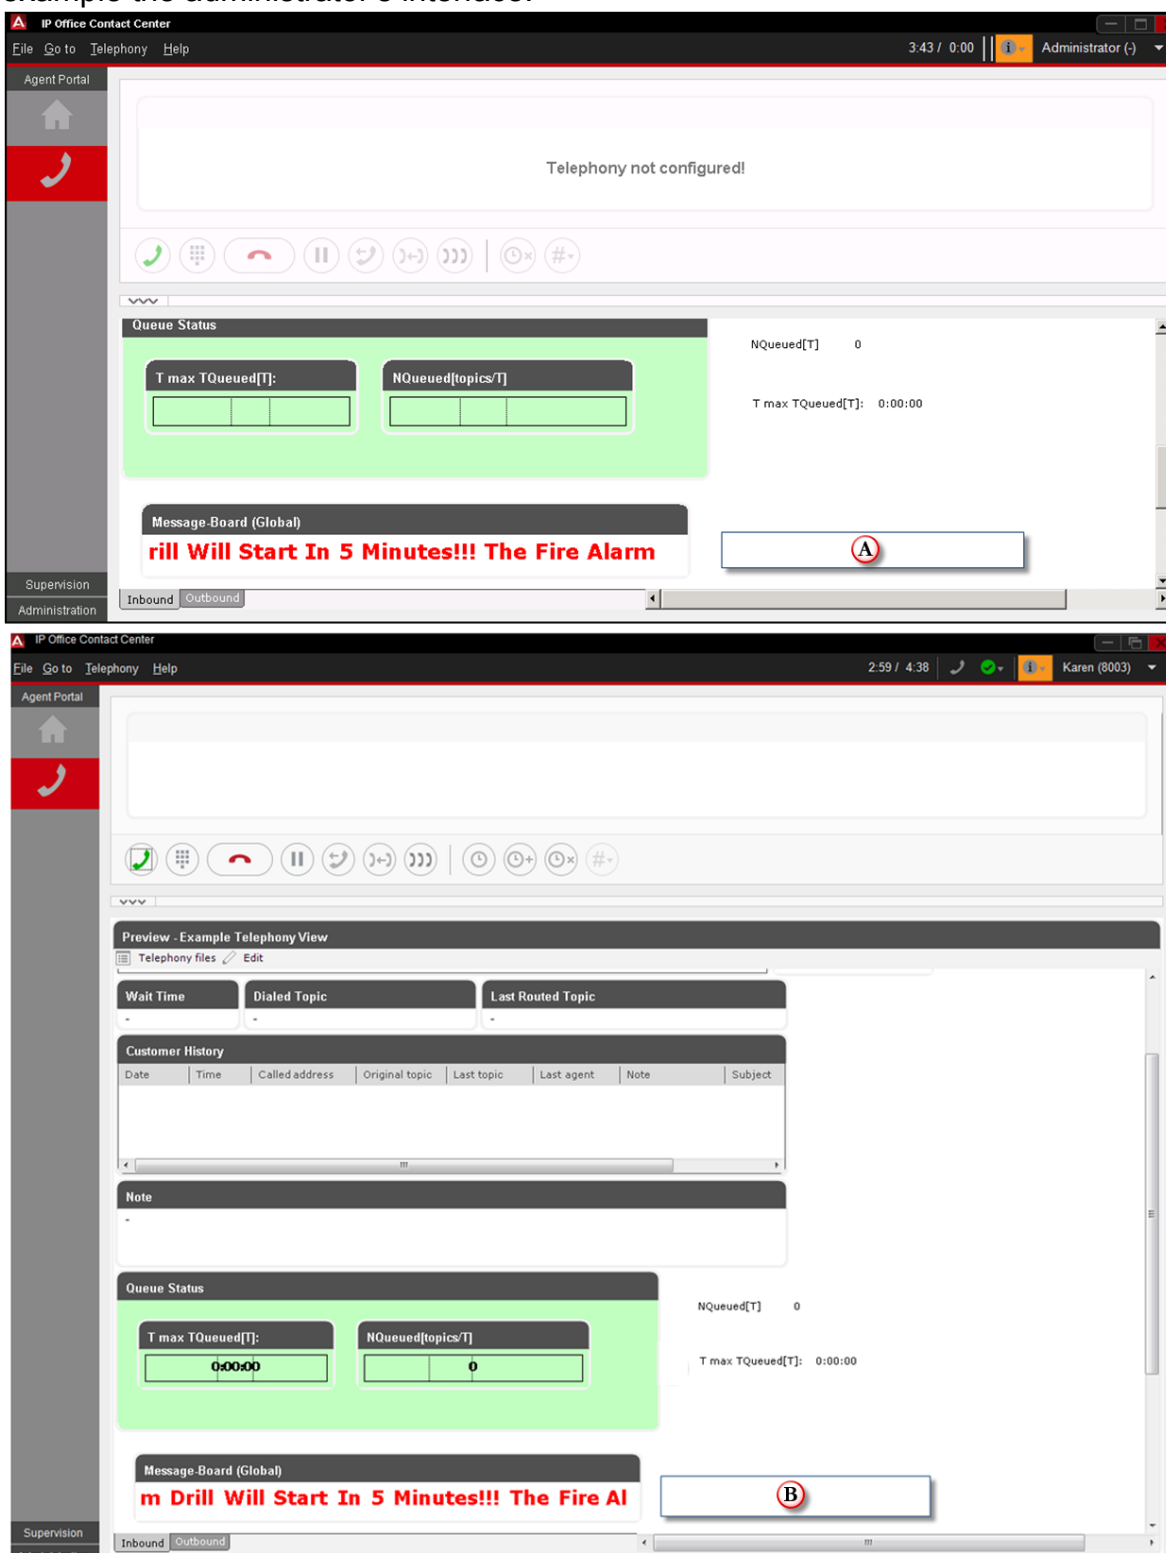 example the administrator's interface.
IP Office Contact Center
File Go to Telephony Help 3:43 / 0:00 Administrator (-)
Agent Portal
Telephony not configured!
Queue Status
NQueued[T] 0
T max TQueued[T]: NQueued[topics/T]
T max TQueued[T]: 0:00:00
Message-Board (Global)
rill Will Start In 5 Minutes!!! The Fire Alarm
A
Supervision
Inbound Outbound
Administration
IP Office Contact Center
File Go to Telephony Help 2:59 / 4:38 Karen (8003)
Agent Portal
Preview - Example Telephony View
Telephony files Edit
Wait Time Dialed Topic Last Routed Topic
- - -
Customer History
Date Time Called address Original topic Last topic Last agent Note Subject
Note
-
Queue Status
NQueued[T] 0
T max TQueued[T]: NQueued[topics/T]
0:00:00 0
T max TQueued[T]: 0:00:00
Message-Board (Global)
m Drill Will Start In 5 Minutes!!! The Fire Al
B
Supervision
Inbound Outbound